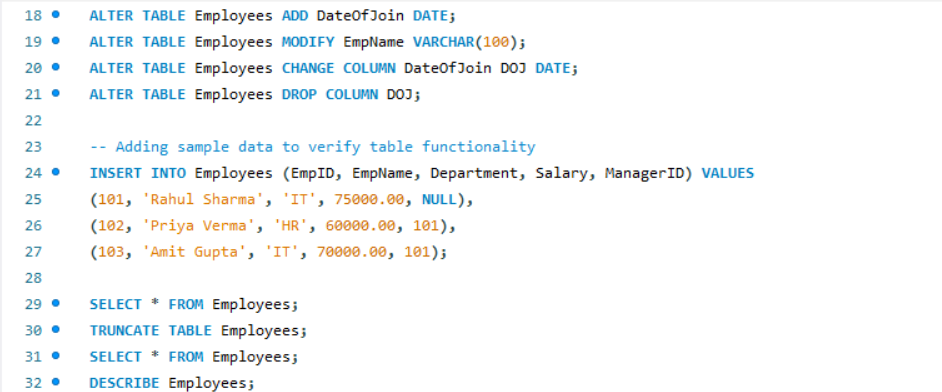 18 ALTER TABLE Employees ADD DateOfJoin DATE;
19 ALTER TABLE Employees MODIFY EmpName VARCHAR(100);
20 ALTER TABLE Employees CHANGE COLUMN DateOfJoin DOJ DATE;
21 ALTER TABLE Employees DROP COLUMN DOJ;
22
23 -- Adding sample data to verify table functionality
24 INSERT INTO Employees (EmpID, EmpName, Department, Salary, ManagerID) VALUES
25 (101, 'Rahul Sharma', 'IT', 75000.00, NULL),
26 (102, 'Priya Verma', 'HR', 60000.00, 101),
27 (103, 'Amit Gupta', 'IT', 70000.00, 101);
28
29 SELECT * FROM Employees;
30 TRUNCATE TABLE Employees;
31 SELECT * FROM Employees;
32 DESCRIBE Employees;